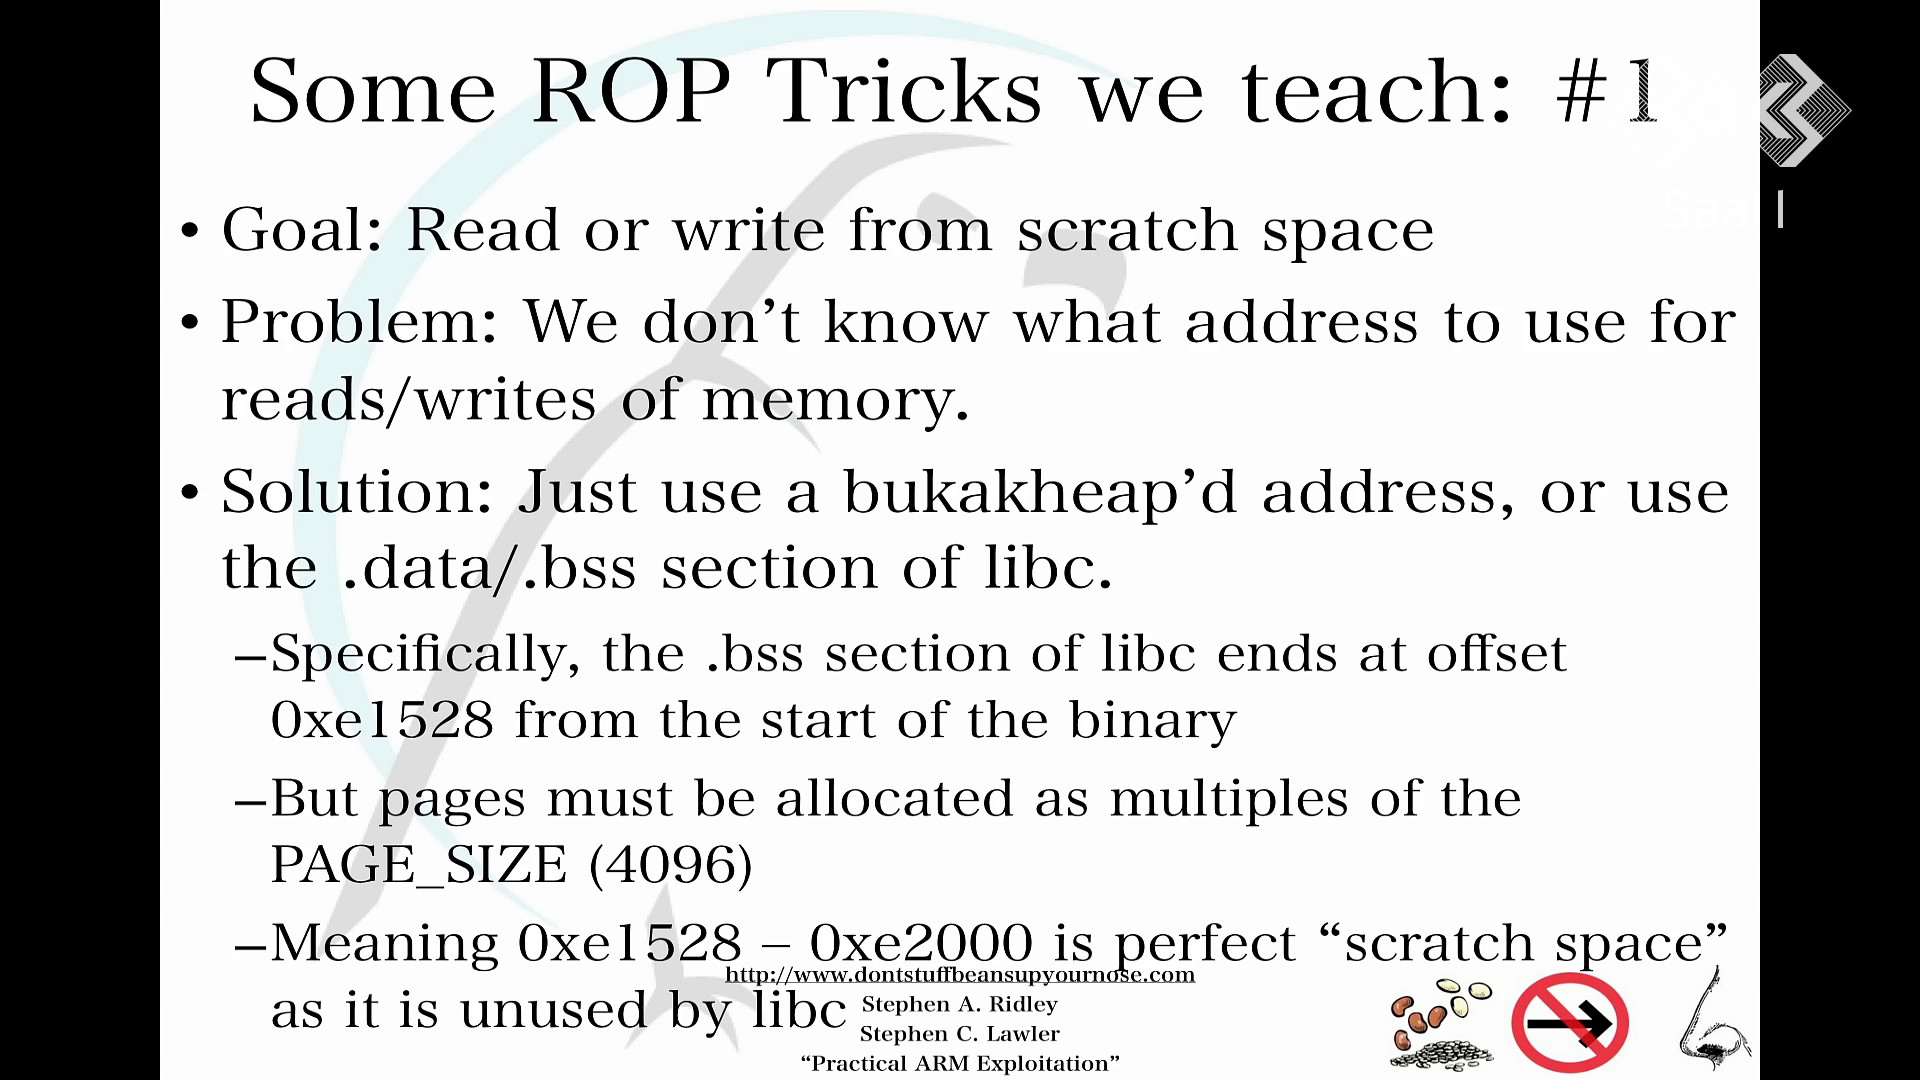 Some ROP Tricks we teach: #1
Saal
• Goal: Read or write from scratch space
• Problem: We don’t know what address to use for
reads/writes of memory.
• Solution: Just use a bukakheap’d address, or use
the .data/.bss section of libc.
–Specifically, the .bss section of libc ends at offset
0xe1528 from the start of the binary
–But pages must be allocated as multiples of the
PAGE_SIZE (4096)
–Meaning 0xe1528 – 0xe2000 is perfect “scratch space”
as it is unused by libc
http://www.dontstuffbeansupyournose.com
Stephen A. Ridley
Stephen C. Lawler
“Practical ARM Exploitation”